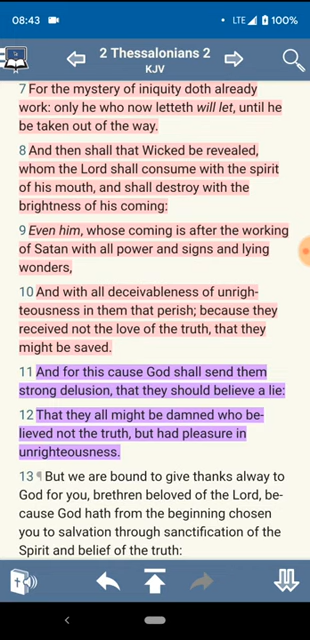 08:43
LTE 100%
2 Thessalonians 2
KJV
7 For the mystery of iniquity doth already
work: only he who now letteth will let, until he
be taken out of the way.
8 And then shall that Wicked be revealed,
whom the Lord shall consume with the spirit
of his mouth, and shall destroy with the
brightness of his coming:
9 Even him, whose coming is after the working
of Satan with all power and signs and lying
wonders,
10 And with all deceivableness of unrigh-
teousness in them that perish; because they
received not the love of the truth, that they
might be saved.
11 And for this cause God shall send them
strong delusion, that they should believe a lie:
12 That they all might be damned who be-
lieved not the truth, but had pleasure in
unrighteousness.
13 ¶ But we are bound to give thanks alway to
God for you, brethren beloved of the Lord, be-
cause God hath from the beginning chosen
you to salvation through sanctification of the
Spirit and belief of the truth: